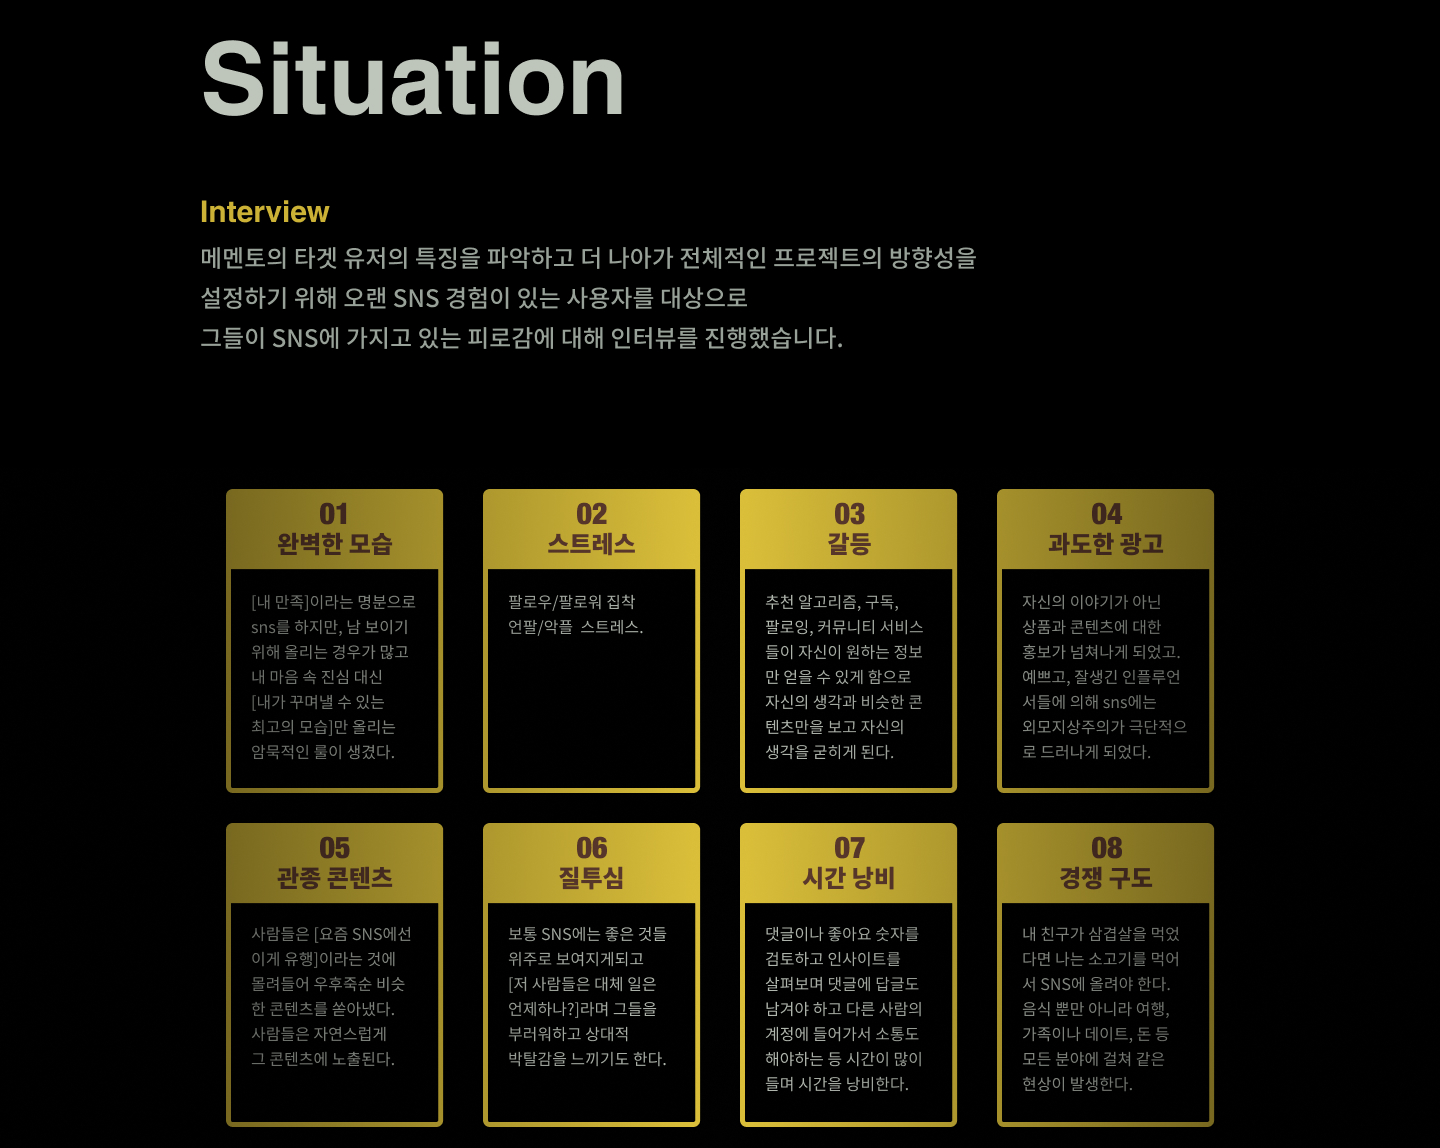 Situation
Interview
메멘토의 타겟 유저의 특징을 파악하고 더 나아가 전체적인 프로젝트의 방향성을
설정하기 위해 오랜 SNS 경험이 있는 사용자를 대상으로
그들이 SNS에 가지고 있는 피로감에 대해 인터뷰를 진행했습니다.
01
완벽한 모습
[내 만족]이라는 명분으로
sns를 하지만, 남 보이기
위해 올리는 경우가 많고
내 마음 속 진심 대신
[내가 꾸며낼 수 있는
최고의 모습]만 올리는
암묵적인 룰이 생겼다.
02
스트레스
팔로우/팔로워 집착
언팔/악플 스트레스.
03
갈등
추천 알고리즘, 구독,
팔로잉, 커뮤니티 서비스
들이 자신이 원하는 정보
만 얻을 수 있게 함으로
자신의 생각과 비슷한 콘
텐츠만을 보고 자신의
생각을 굳히게 된다.
04
과도한 광고
자신의 이야기가 아닌
상품과 콘텐츠에 대한
홍보가 넘쳐나게 되었고.
예쁘고, 잘생긴 인플루언
서들에 의해 sns에는
외모지상주의가 극단적으
로 드러나게 되었다.
05
관종 콘텐츠
사람들은 [요즘 SNS에선
이게 유행]이라는 것에
몰려들어 우후죽순 비슷
한 콘텐츠를 쏟아냈다.
사람들은 자연스럽게
그 콘텐츠에 노출된다.
06
질투심
보통 SNS에는 좋은 것들
위주로 보여지게되고
[저 사람들은 대체 일은
언제하나?]라며 그들을
부러워하고 상대적
박탈감을 느끼기도 한다.
07
시간 낭비
댓글이나 좋아요 숫자를
검토하고 인사이트를
살펴보며 댓글에 답글도
남겨야 하고 다른 사람의
계정에 들어가서 소통도
해야하는 등 시간이 많이
들며 시간을 낭비한다.
08
경쟁 구도
내 친구가 삼겹살을 먹었
다면 나는 소고기를 먹어
서 SNS에 올려야 한다.
음식 뿐만 아니라 여행,
가족이나 데이트, 돈 등
모든 분야에 걸쳐 같은
현상이 발생한다.